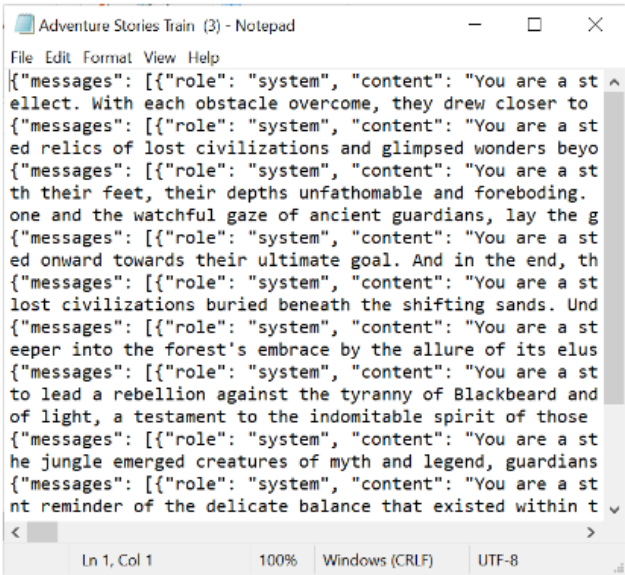 Adventure Stories Train (3) - Notepad
File Edit Format View Help
{"messages": [{"role": "system", "content": "You are a st
ellect. With each obstacle overcome, they drew closer to
{"messages": [{"role": "system", "content": "You are a st
ed relics of lost civilizations and glimpsed wonders beyo
{"messages": [{"role": "system", "content": "You are a st
th their feet, their depths unfathomable and foreboding.
one and the watchful gaze of ancient guardians, lay the g
{"messages": [{"role": "system", "content": "You are a st
ed onward towards their ultimate goal. And in the end, th
{"messages": [{"role": "system", "content": "You are a st
lost civilizations buried beneath the shifting sands. Und
{"messages": [{"role": "system", "content": "You are a st
eeper into the forest's embrace by the allure of its elus
{"messages": [{"role": "system", "content": "You are a st
to lead a rebellion against the tyranny of Blackbeard and
of light, a testament to the indomitable spirit of those
{"messages": [{"role": "system", "content": "You are a st
he jungle emerged creatures of myth and legend, guardians
{"messages": [{"role": "system", "content": "You are a st
nt reminder of the delicate balance that existed within t
Ln 1, Col 1 100% Windows (CRLF) UTF-8